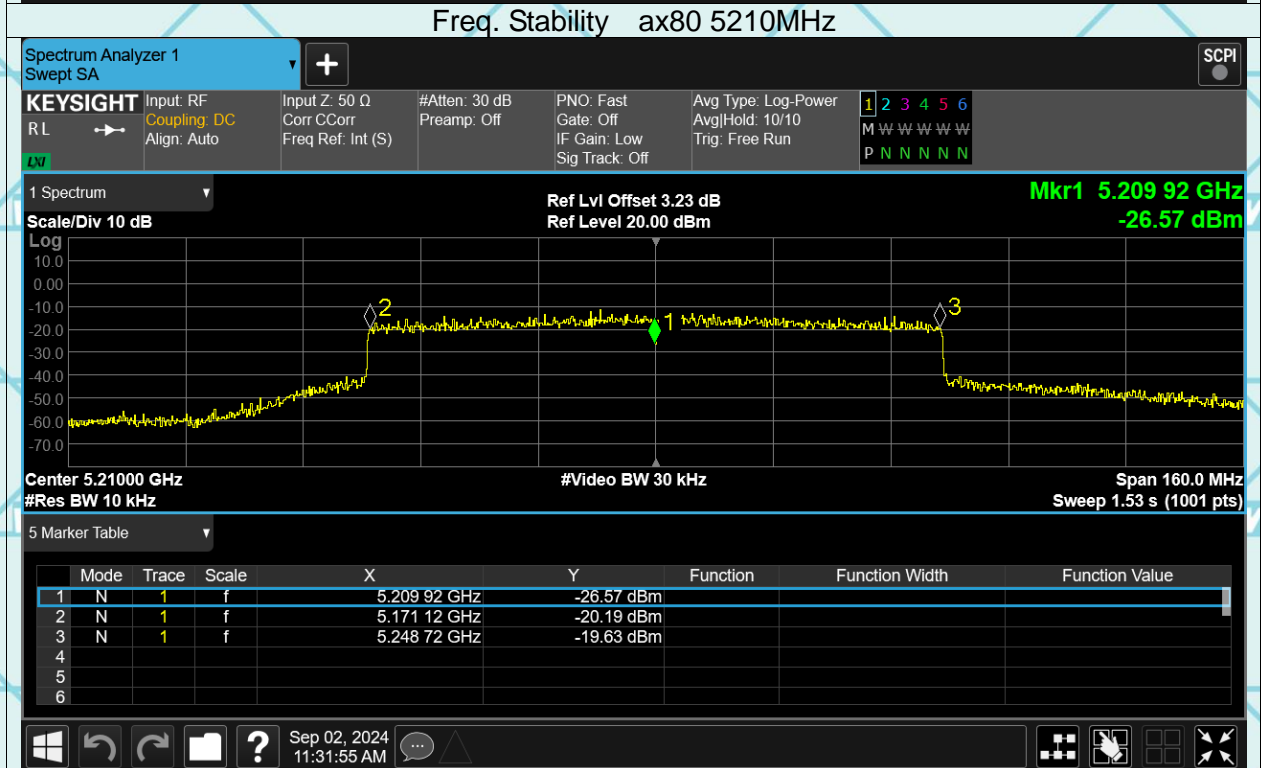 Freq. Stability ax80 5210MHz
Spectrum Analyzer 1
Swept SA
+
SCPI
KEYSIGHT
RL
LXI
Input: RF
Coupling: DC
Align: Auto
Input Z: 50 Ω
Corr CCorr
Freq Ref: Int (S)
#Atten: 30 dB
Preamp: Off
PNO: Fast
Gate: Off
IF Gain: Low
Sig Track: Off
Avg Type: Log-Power
Avg|Hold: 10/10
Trig: Free Run
1 2 3 4 5 6
M W W W W W W
P N N N N N
1 Spectrum
Scale/Div 10 dB
Ref Lvl Offset 3.23 dB
Ref Level 20.00 dBm
Mkr1 5.209 92 GHz
-26.57 dBm
Log
10.0
0.00
-10.0
-20.0
-30.0
-40.0
-50.0
-60.0
-70.0
2
1
3
Center 5.21000 GHz
#Video BW 30 kHz
Span 160.0 MHz
#Res BW 10 kHz
Sweep 1.53 s (1001 pts)
5 Marker Table
Mode Trace Scale X Y Function Function Width Function Value
1 N 1 f 5.209 92 GHz -26.57 dBm
2 N 1 f 5.171 12 GHz -20.19 dBm
3 N 1 f 5.248 72 GHz -19.63 dBm
4
5
6
?
Sep 02, 2024
11:31:55 AM